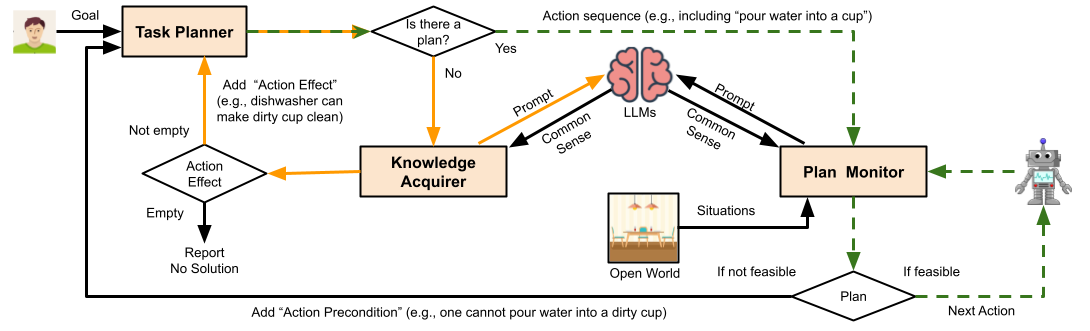 Goal
Task Planner
Is there a
plan?
Yes
No
Action sequence (e.g., including “pour water into a cup”)
Add “Action Effect”
(e.g., dishwasher can
make dirty cup clean)
Not empty
Action
Effect
Empty
Report
No Solution
Knowledge
Acquirer
Prompt
Common
Sense
LLMs
Prompt
Common
Sense
Plan Monitor
Situations
Open World
If not feasible
If feasible
Plan
Next Action
Add “Action Precondition” (e.g., one cannot pour water into a dirty cup)